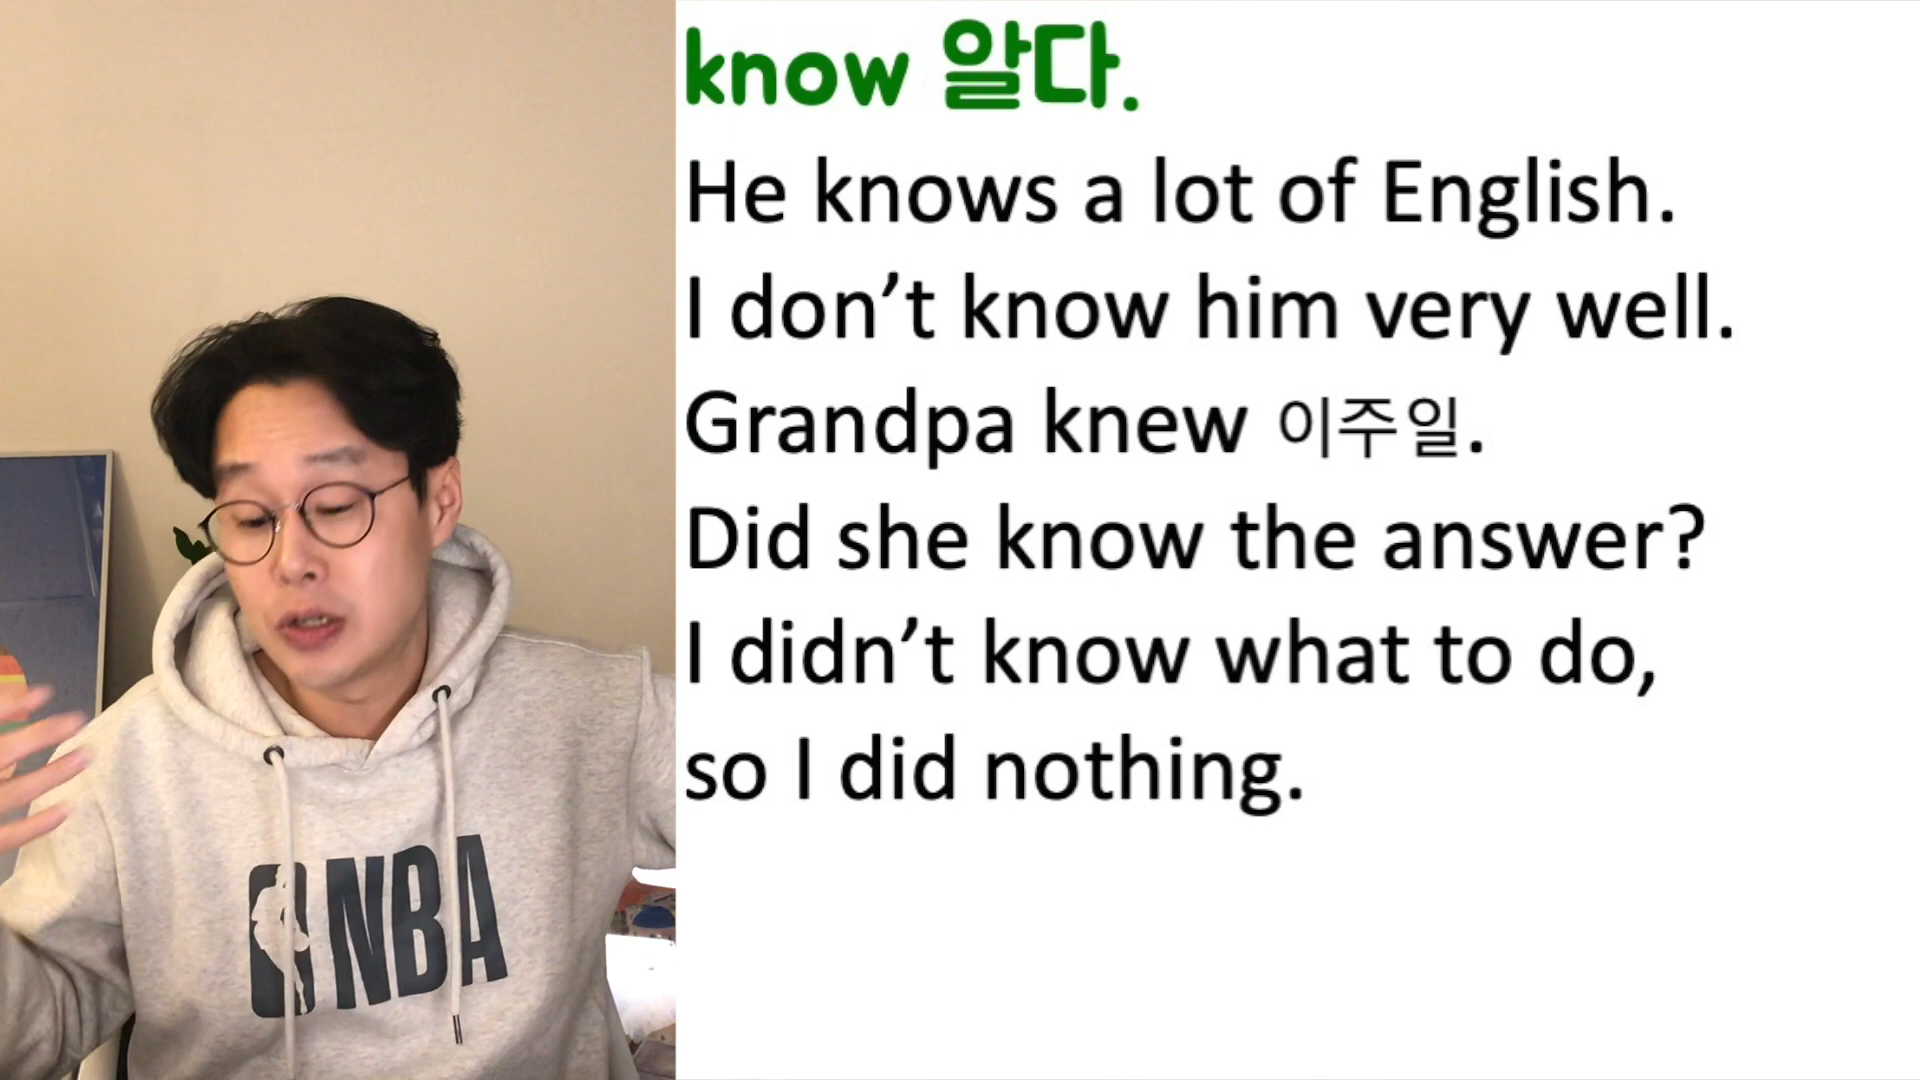 know 알다.
He knows a lot of English.
I don’t know him very well.
Grandpa knew 이주일.
Did she know the answer?
I didn’t know what to do,
so I did nothing.
NBA